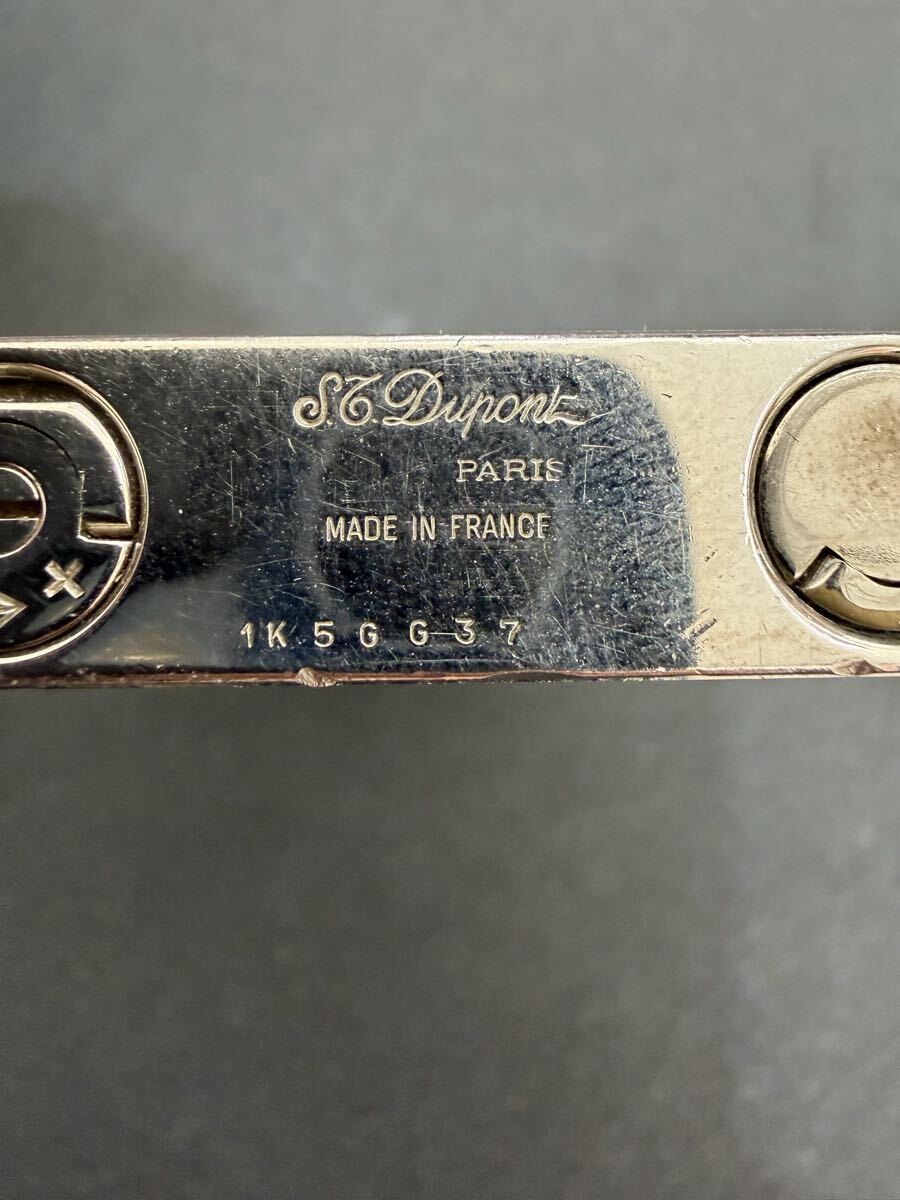 S.T. Dupont
PARIS
MADE IN FRANCE
1K5GG37
+